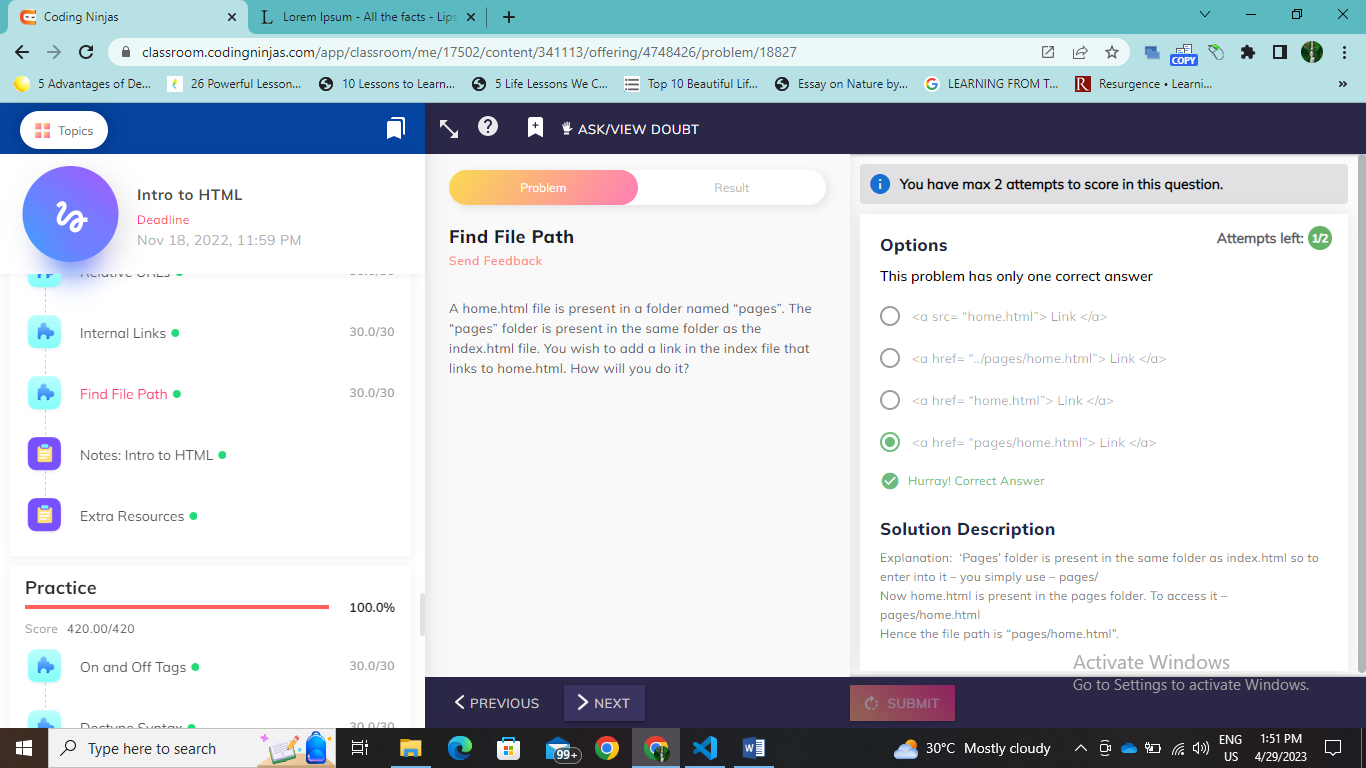 Coding Ninjas
Lorem Ipsum - All the facts - Lips
classroom.codingninjas.com/app/classroom/me/17502/content/341113/offering/4748426/problem/18827
COPY
5 Advantages of De...
26 Powerful Lesson...
10 Lessons to Learn...
5 Life Lessons We C...
Top 10 Beautiful Lif...
Essay on Nature by...
LEARNING FROM T...
Resurgence • Learni...
»
Topics
ASK/VIEW DOUBT
Intro to HTML
Deadline
Nov 18, 2022, 11:59 PM
Relative URLs 30.0/30
Internal Links 30.0/30
Find File Path 30.0/30
Notes: Intro to HTML
Extra Resources
Practice
100.0%
Score 420.00/420
On and Off Tags 30.0/30
Doctype Syntax 30.0/30
Problem
Result
Find File Path
Send Feedback
A home.html file is present in a folder named “pages”. The
“pages” folder is present in the same folder as the
index.html file. You wish to add a link in the index file that
links to home.html. How will you do it?
You have max 2 attempts to score in this question.
Options
Attempts left: 1/2
This problem has only one correct answer
<a src= “home.html”> Link </a>
<a href= “../pages/home.html”> Link </a>
<a href= “home.html”> Link </a>
<a href= “pages/home.html”> Link </a>
Hurray! Correct Answer
Solution Description
Explanation: ‘Pages’ folder is present in the same folder as index.html so to
enter into it – you simply use – pages/
Now home.html is present in the pages folder. To access it –
pages/home.html
Hence the file path is “pages/home.html”.
Activate Windows
Go to Settings to activate Windows.
PREVIOUS
NEXT
SUBMIT
Type here to search
99+
30°C Mostly cloudy
ENG
US
1:51 PM
4/29/2023